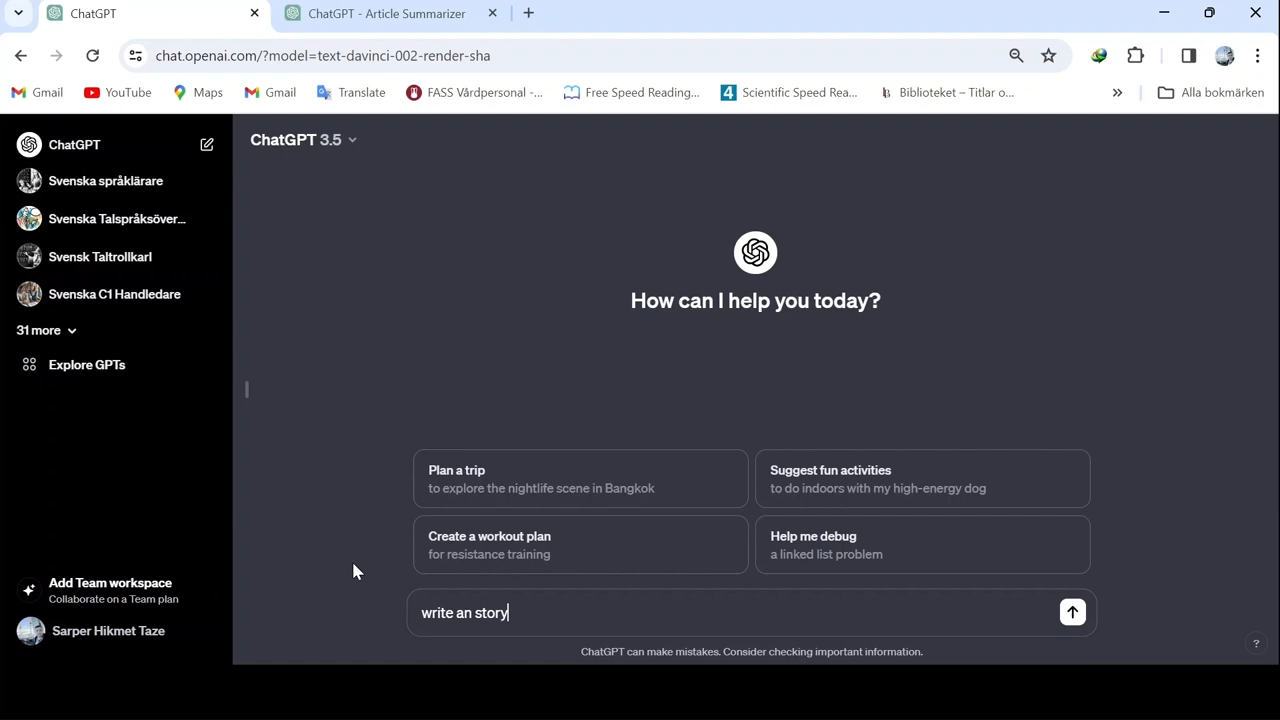 ChatGPT
ChatGPT - Article Summarizer
chat.openai.com/?model=text-davinci-002-render-sha
Gmail
YouTube
Maps
Gmail
Translate
FASS Vårdpersonal -...
Free Speed Reading...
4
Scientific Speed Rea...
Biblioteket – Titlar o...
»
Alla bokmärken
ChatGPT
ChatGPT 3.5
Svenska språklärare
Svenska Talspråksöver...
Svensk Taltrollkarl
Svenska C1 Handledare
31 more
Explore GPTs
How can I help you today?
Plan a trip
to explore the nightlife scene in Bangkok
Suggest fun activities
to do indoors with my high-energy dog
Create a workout plan
for resistance training
Help me debug
a linked list problem
Add Team workspace
Collaborate on a Team plan
Sarper Hikmet Taze
write an story
ChatGPT can make mistakes. Consider checking important information.
?